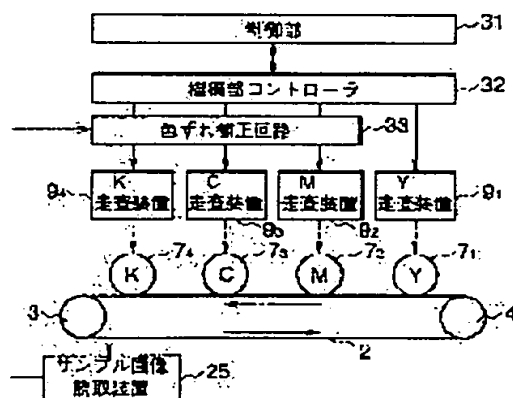 制御部 31
機構部コントローラ 32
色ずれ補正回路 33
K C M Y
走査装置 走査装置 走査装置 走査装置
9₄ 9₃ 9₂ 9₁
7₄ 7₃ 7₂ 7₁
K C M Y
3 4
2
サンプル画像 25
読取装置